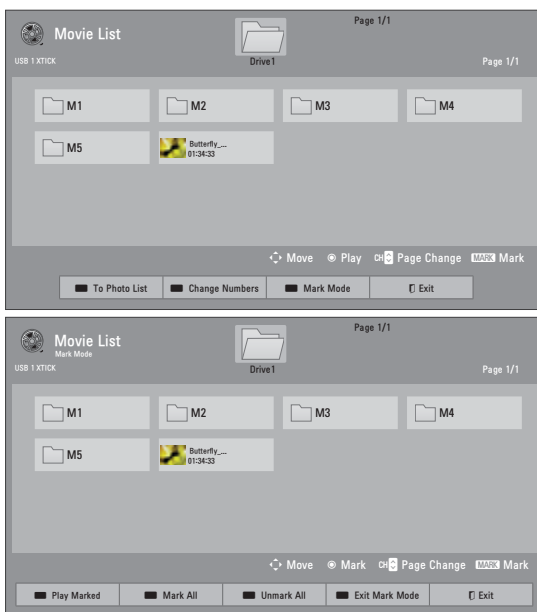 Page 1/1
Movie List
USB 1 XTICK
Drive1
Page 1/1
M1
M2
M3
M4
M5
Butterfly_...
01:34:33
Move
Play
CH
Page Change
MARK Mark
To Photo List
Change Numbers
Mark Mode
Exit
Page 1/1
Movie List
Mark Mode
USB 1 XTICK
Drive1
Page 1/1
M1
M2
M3
M4
M5
Butterfly_...
01:34:33
Move
Mark
CH
Page Change
MARK Mark
Play Marked
Mark All
Unmark All
Exit Mark Mode
Exit